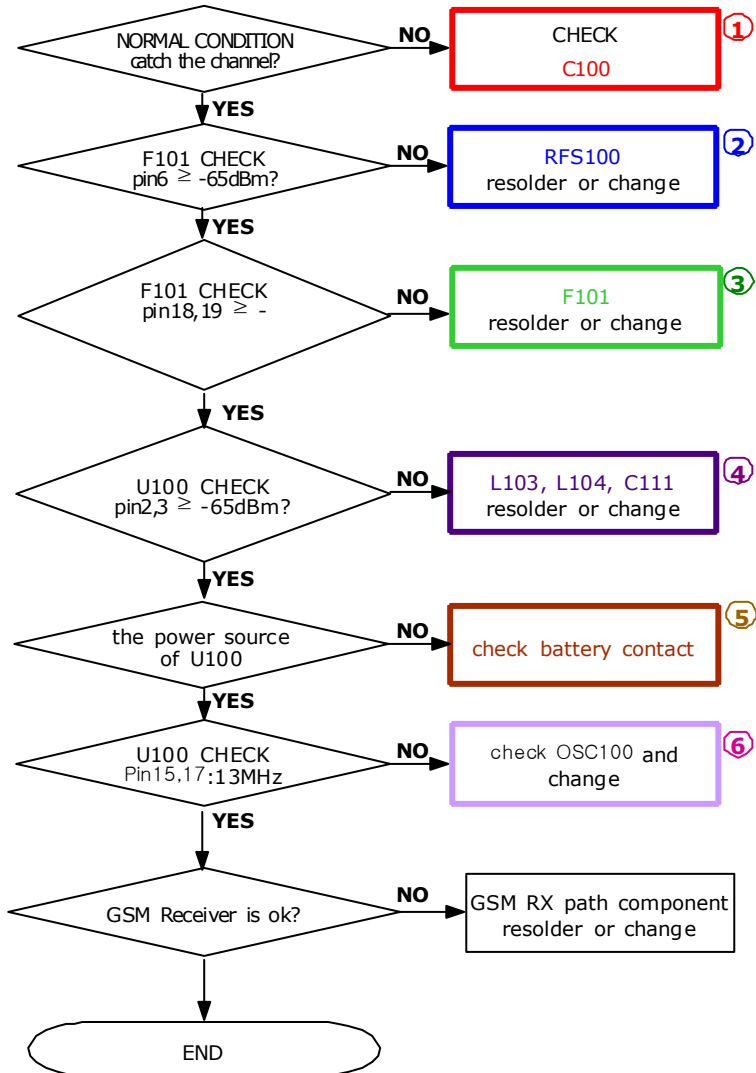 NORMAL CONDITION
catch the channel?
NO
CHECK
C100
1
YES
F101 CHECK
pin6 ≥ -65dBm?
NO
RFS100
resolder or change
2
YES
F101 CHECK
pin18,19 ≥ -
NO
F101
resolder or change
3
YES
U100 CHECK
pin2,3 ≥ -65dBm?
NO
L103, L104, C111
resolder or change
4
YES
the power source
of U100
NO
check battery contact
5
YES
U100 CHECK
Pin15,17:13MHz
NO
check OSC100 and
change
6
YES
GSM Receiver is ok?
NO
GSM RX path component
resolder or change
END